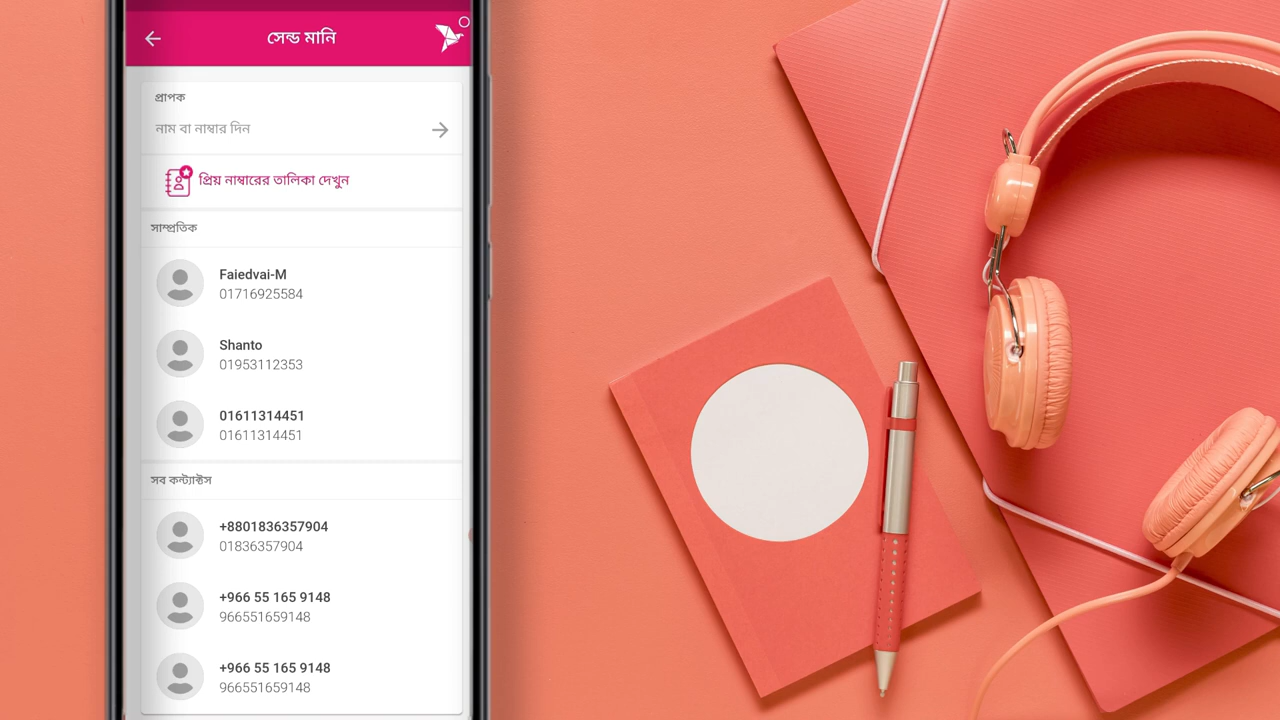 সেন্ড মানি
প্রাপক
নাম বা নাম্বার দিন
প্রিয় নাম্বারের তালিকা দেখুন
সাম্প্রতিক
Faiedvai-M
01716925584
Shanto
01953112353
01611314451
01611314451
সব কন্ট্যাক্টস
+8801836357904
01836357904
+966 55 165 9148
966551659148
+966 55 165 9148
966551659148